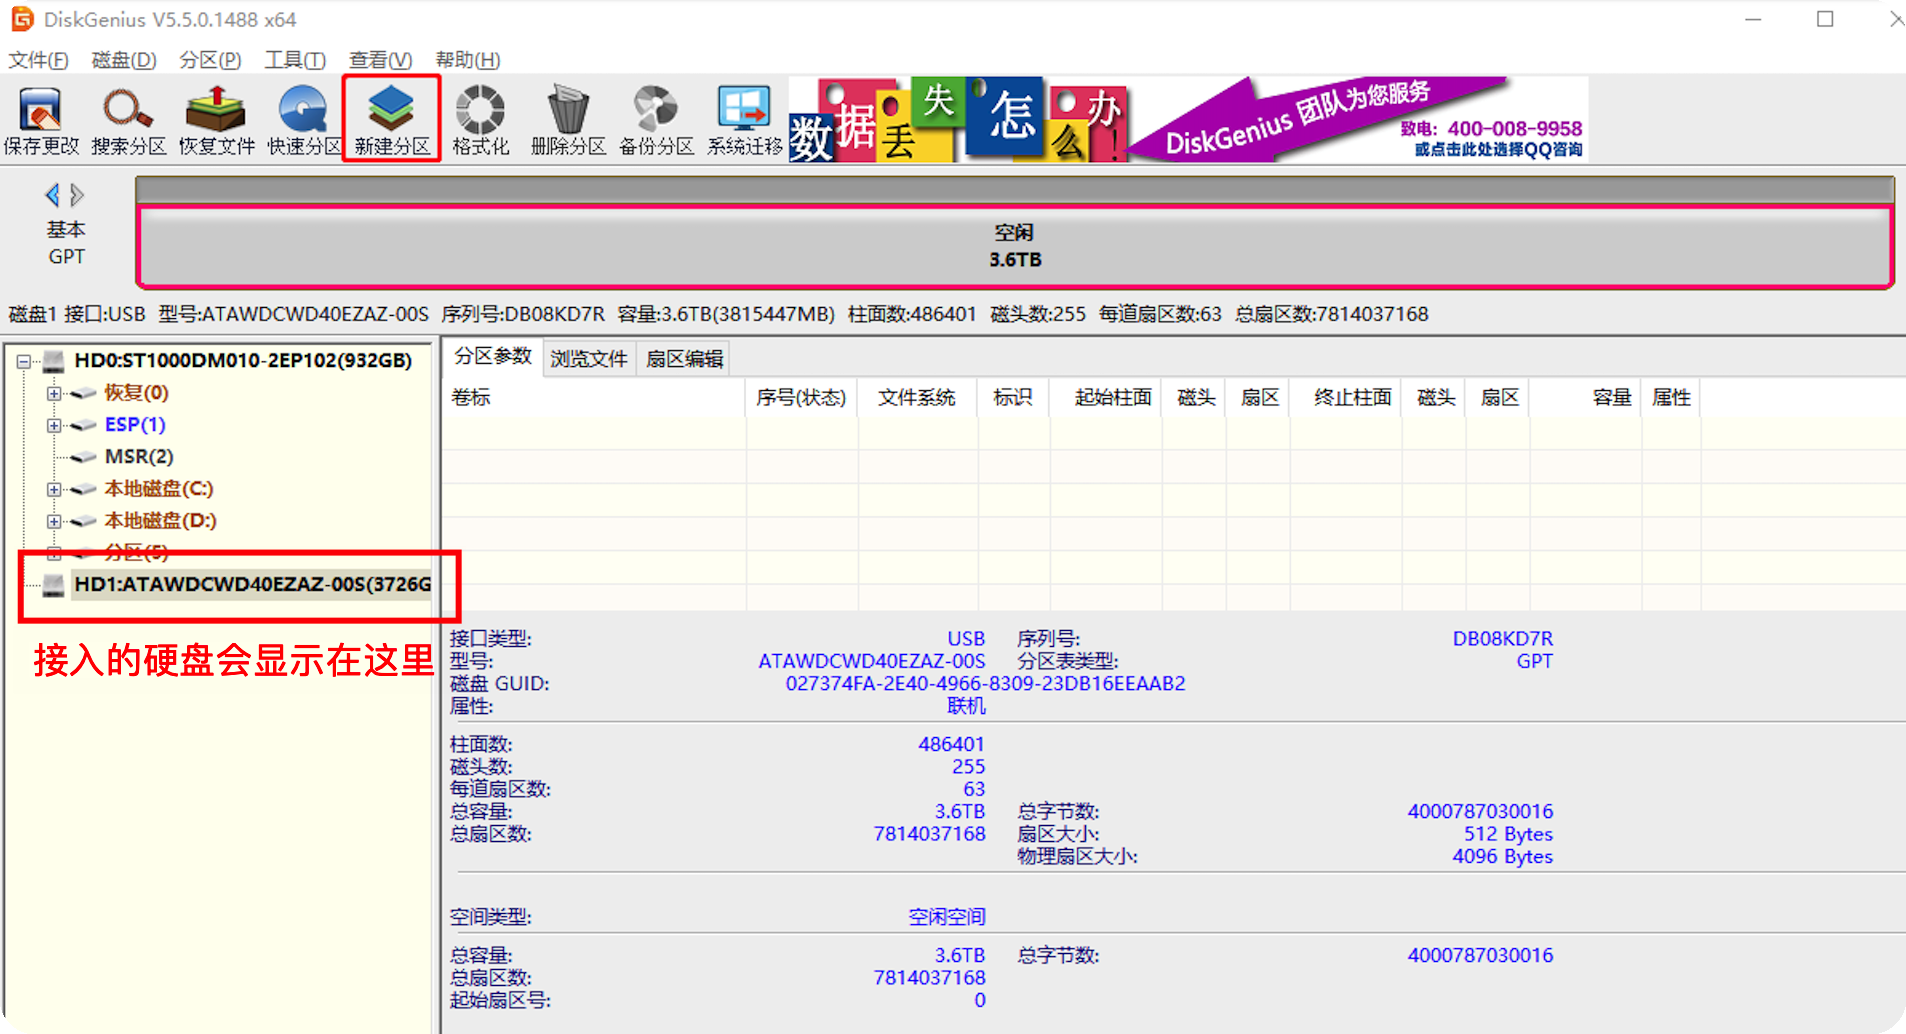 DiskGenius V5.5.0.1488 x64
文件(F) 磁盘(D) 分区(P) 工具(T) 查看(V) 帮助(H)
保存更改 搜索分区 恢复文件 快速分区 新建分区 格式化 删除分区 备份分区 系统迁移
数据丢失怎么办!
DiskGenius 团队为您服务
致电：400-008-9958
或点击此处选择QQ咨询
基本
GPT
空闲
3.6TB
磁盘1 接口:USB 型号:ATAWDCWD40EZAZ-00S 序列号:DB08KD7R 容量:3.6TB(3815447MB) 柱面数:486401 磁头数:255 每道扇区数:63 总扇区数:7814037168
HD0:ST1000DM010-2EP102(932GB)
恢复(0)
ESP(1)
MSR(2)
本地磁盘(C:)
本地磁盘(D:)
分区(5)
HD1:ATAWDCWD40EZAZ-00S(3726G
接入的硬盘会显示在这里
分区参数 浏览文件 扇区编辑
卷标 序号(状态) 文件系统 标识 起始柱面 磁头 扇区 终止柱面 磁头 扇区 容量 属性
接口类型: USB 序列号: DB08KD7R
型号: ATAWDCWD40EZAZ-00S 分区表类型: GPT
磁盘 GUID: 027374FA-2E40-4966-8309-23DB16EEAAB2
属性: 联机
柱面数: 486401
磁头数: 255
每道扇区数: 63
总容量: 3.6TB 总字节数: 4000787030016
总扇区数: 7814037168 扇区大小: 512 Bytes
物理扇区大小: 4096 Bytes
空间类型: 空闲空间
总容量: 3.6TB 总字节数: 4000787030016
总扇区数: 7814037168
起始扇区号: 0